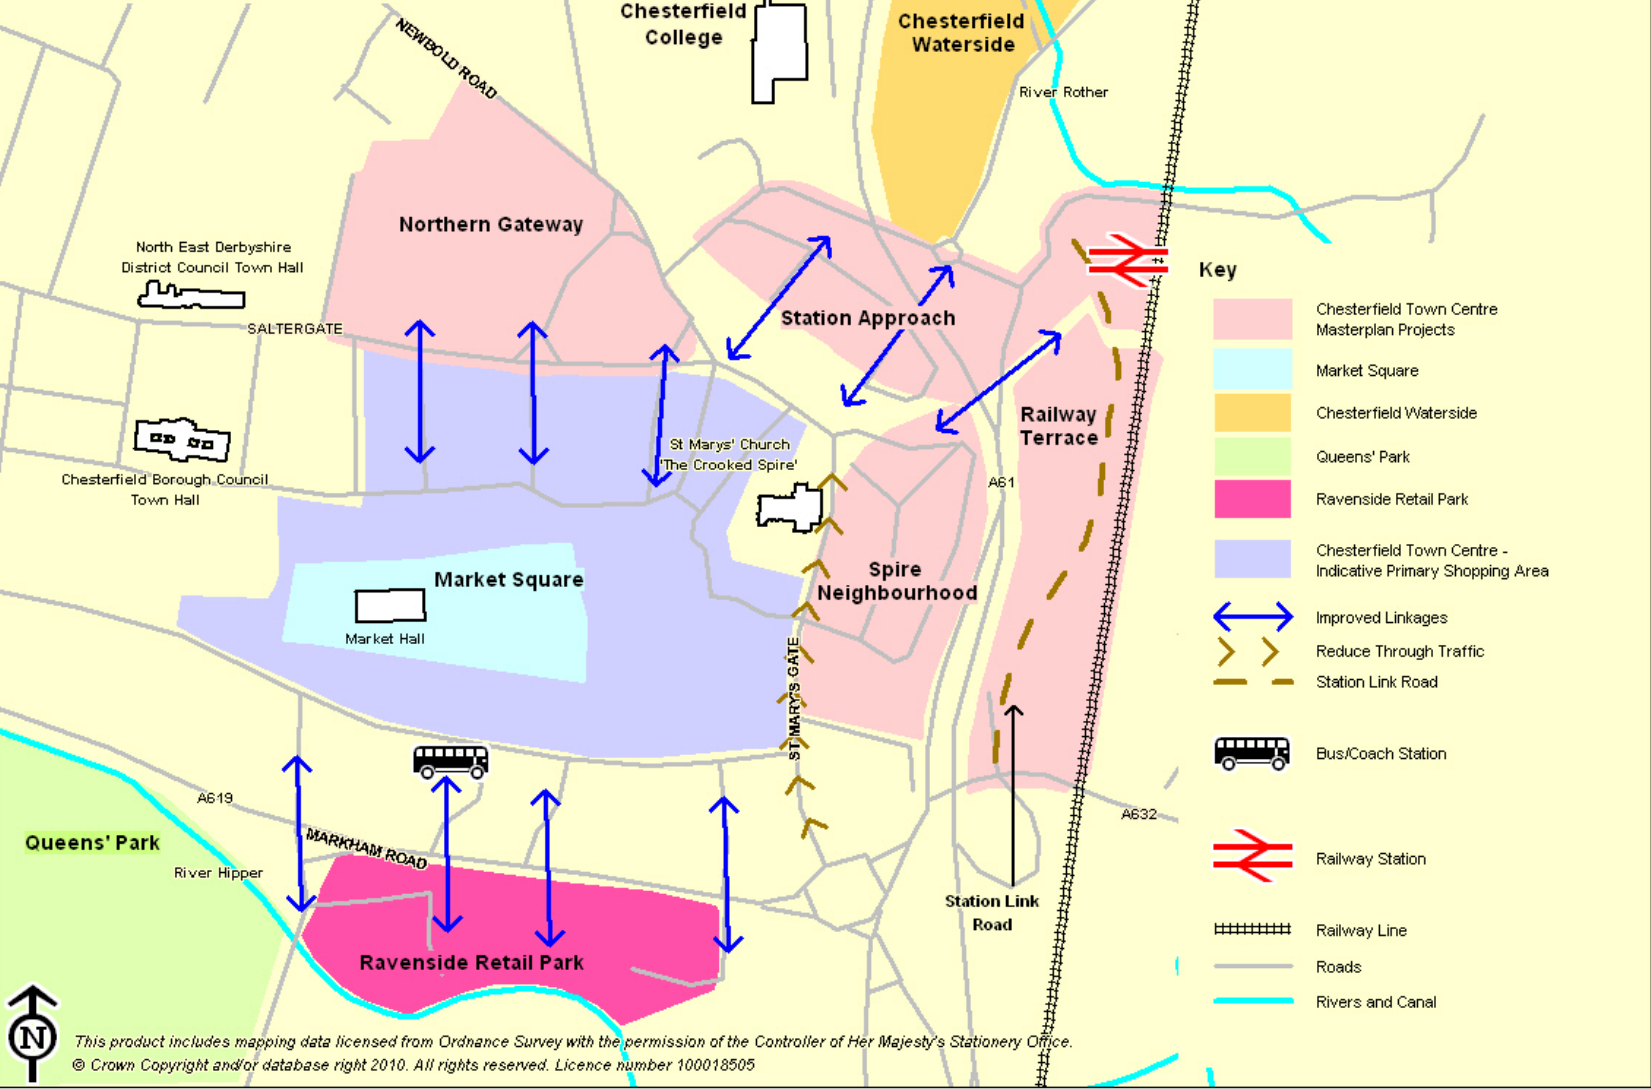 Chesterfield
College
Chesterfield
Waterside
NEWBOLD ROAD
River Rother
Northern Gateway
North East Derbyshire
District Council Town Hall
SALTERGATE
Station Approach
Railway
Terrace
St Marys' Church
'The Crooked Spire'
Chesterfield Borough Council
Town Hall
A61
Market Square
Market Hall
Spire
Neighbourhood
ST MARY'S GATE
A619
MARKHAM ROAD
Queens' Park
River Hipper
A632
Station Link
Road
Ravenside Retail Park
N
Key
Chesterfield Town Centre
Masterplan Projects
Market Square
Chesterfield Waterside
Queens' Park
Ravenside Retail Park
Chesterfield Town Centre -
Indicative Primary Shopping Area
Improved Linkages
Reduce Through Traffic
Station Link Road
Bus/Coach Station
Railway Station
Railway Line
Roads
Rivers and Canal
This product includes mapping data licensed from Ordnance Survey with the permission of the Controller of Her Majesty's Stationery Office.
© Crown Copyright and/or database right 2010. All rights reserved. Licence number 100018505